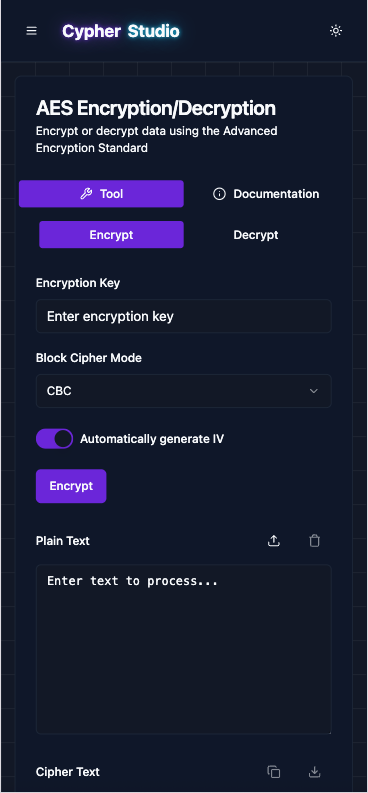 Cypher Studio
AES Encryption/Decryption
Encrypt or decrypt data using the Advanced
Encryption Standard
Tool
Documentation
Encrypt
Decrypt
Encryption Key
Enter encryption key
Block Cipher Mode
CBC
Automatically generate IV
Encrypt
Plain Text
Enter text to process...
Cipher Text